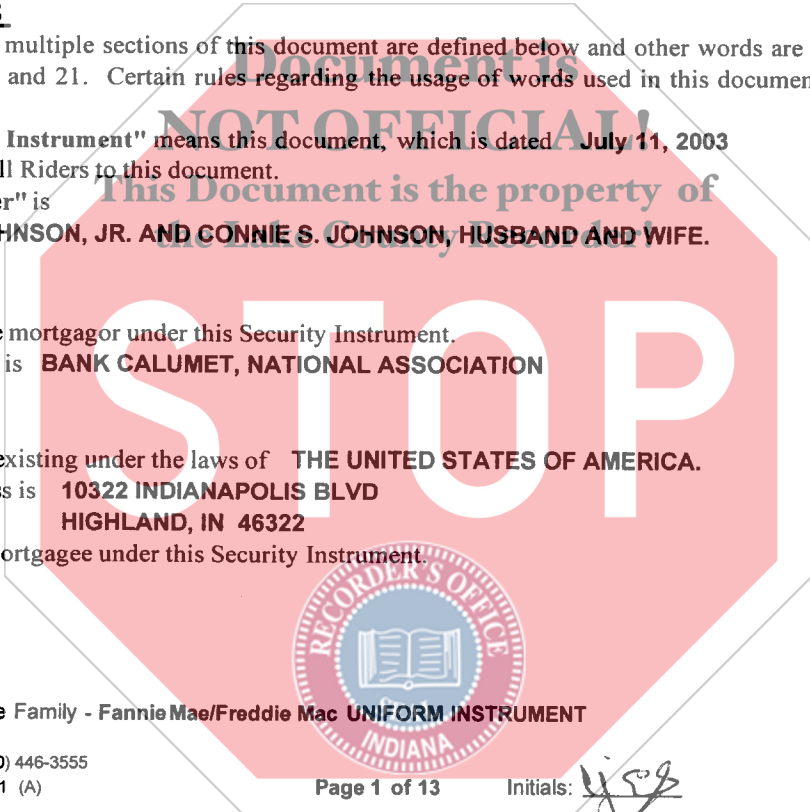 multiple sections of this document are defined below and other words are
and 21. Certain rules regarding the usage of words used in this documen
Document is
NOT OFFICIAL!
Instrument" means this document, which is dated July 11, 2003
ll Riders to this document.
This Document is the property of
er" is
the Lake County Recorder!
HNSON, JR. AND CONNIE S. JOHNSON, HUSBAND AND WIFE.
e mortgagor under this Security Instrument.
is BANK CALUMET, NATIONAL ASSOCIATION
STOP
existing under the laws of THE UNITED STATES OF AMERICA.
s is 10322 INDIANAPOLIS BLVD
HIGHLAND, IN 46322
ortgagee under this Security Instrument.
RECORDER'S OFFICE
e Family - Fannie Mae/Freddie Mac UNIFORM INSTRUMENT
INDIANA
0) 446-3555
1 (A)
Page 1 of 13 Initials: